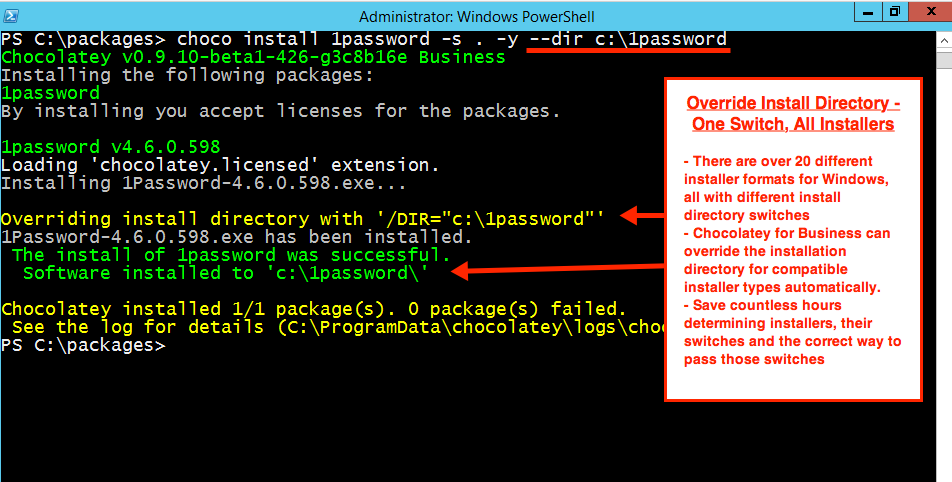 Administrator: Windows PowerShell
PS C:\packages> choco install 1password -s . -y --dir c:\1password
Chocolatey v0.9.10-beta1-426-g3c8b16e Business
Installing the following packages:
1password
By installing you accept licenses for the packages.
1password v4.6.0.598
Loading 'chocolatey.licensed' extension.
Installing 1Password-4.6.0.598.exe...
Overriding install directory with '/DIR="c:\1password"'
1Password-4.6.0.598.exe has been installed.
The install of 1password was successful.
Software installed to 'c:\1password\'
Chocolatey installed 1/1 package(s). 0 package(s) failed.
See the log for details (C:\ProgramData\chocolatey\logs\choc
PS C:\packages>
Override Install Directory -
One Switch, All Installers
- There are over 20 different
installer formats for Windows,
all with different install
directory switches
- Chocolatey for Business can
override the installation
directory for compatible
installer types automatically.
- Save countless hours
determining installers, their
switches and the correct way to
pass those switches